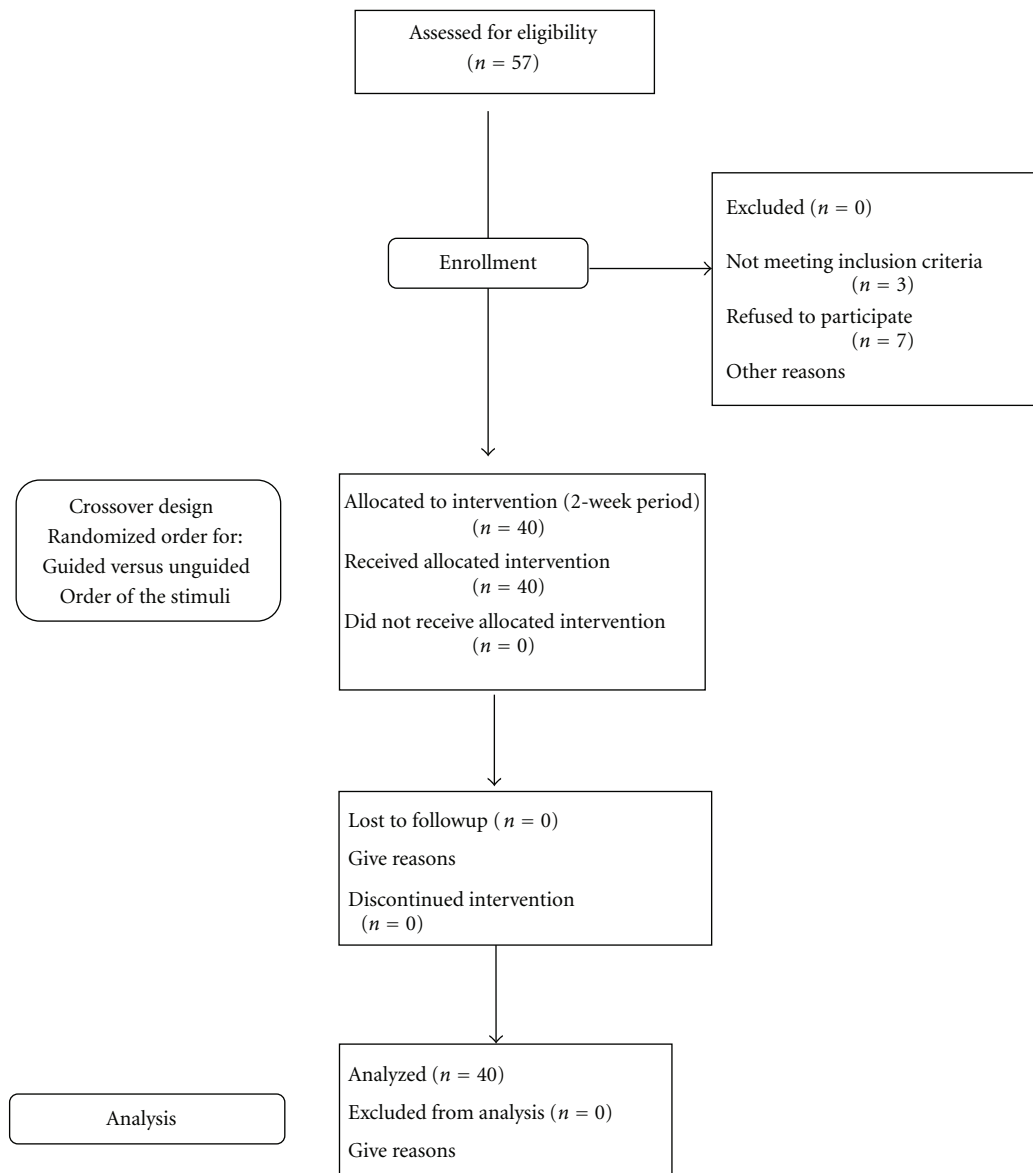 Assessed for eligibility
(n = 57)
Excluded (n = 0)
Enrollment
Not meeting inclusion criteria
(n = 3)
Refused to participate
(n = 7)
Other reasons
Crossover design
Randomized order for:
Guided versus unguided
Order of the stimuli
Allocated to intervention (2-week period)
(n = 40)
Received allocated intervention
(n = 40)
Did not receive allocated intervention
(n = 0)
Lost to followup (n = 0)
Give reasons
Discontinued intervention
(n = 0)
Analyzed (n = 40)
Excluded from analysis (n = 0)
Give reasons
Analysis